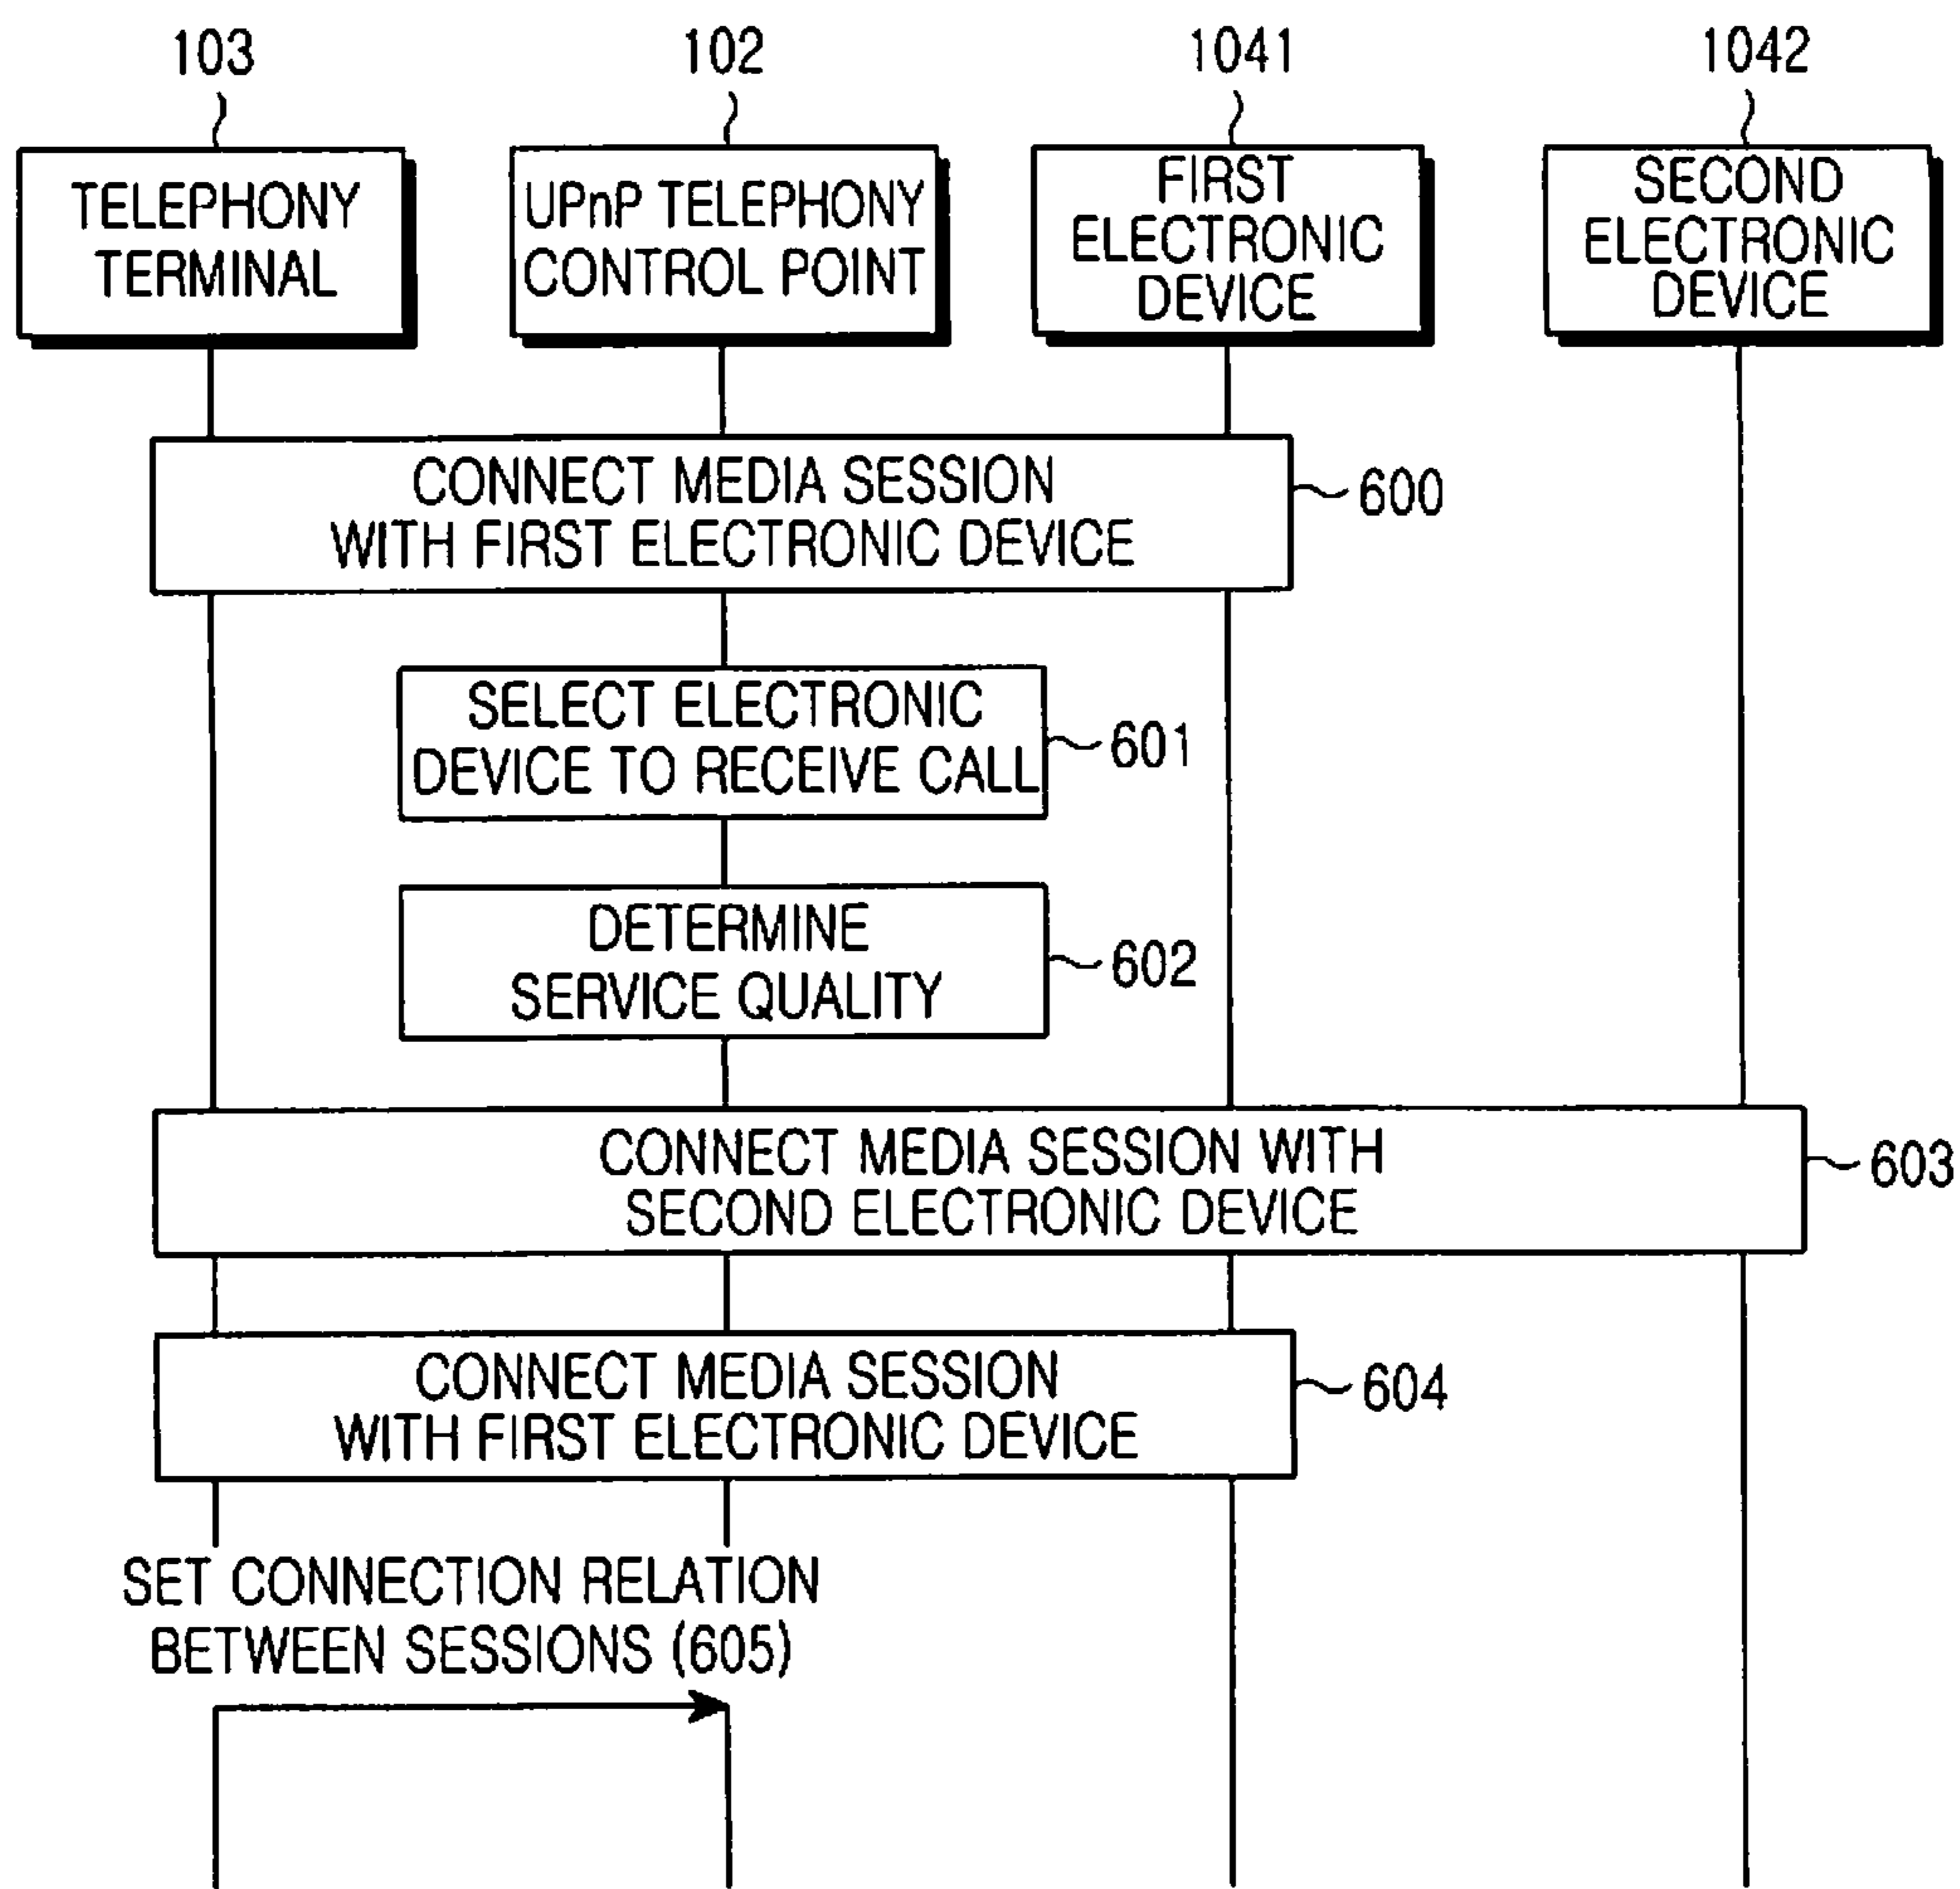 103
102
1041
1042
TELEPHONY
TERMINAL
UPnP TELEPHONY
CONTROL POINT
FIRST
ELECTRONIC
DEVICE
SECOND
ELECTRONIC
DEVICE
CONNECT MEDIA SESSION
WITH FIRST ELECTRONIC DEVICE
600
SELECT ELECTRONIC
DEVICE TO RECEIVE CALL
601
DETERMINE
SERVICE QUALITY
602
CONNECT MEDIA SESSION WITH
SECOND ELECTRONIC DEVICE
603
CONNECT MEDIA SESSION
WITH FIRST ELECTRONIC DEVICE
604
SET CONNECTION RELATION
BETWEEN SESSIONS (605)